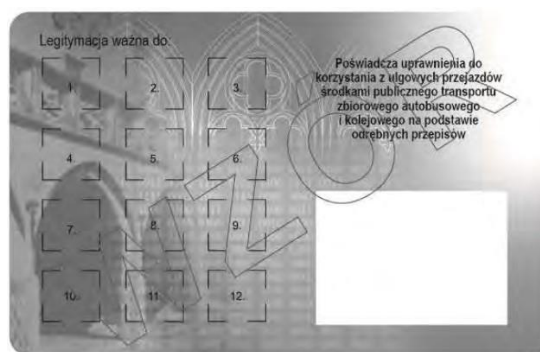 Legitymacja ważna do:
1. 2. 3.
4. 5. 6.
7. 8. 9.
10. 11. 12.
Poświadcza uprawnienia do
korzystania z ulgowych przejazdów
środkami publicznego transportu
zbiorowego autobusowego
i kolejowego na podstawie
odrębnych przepisów
WZÓR